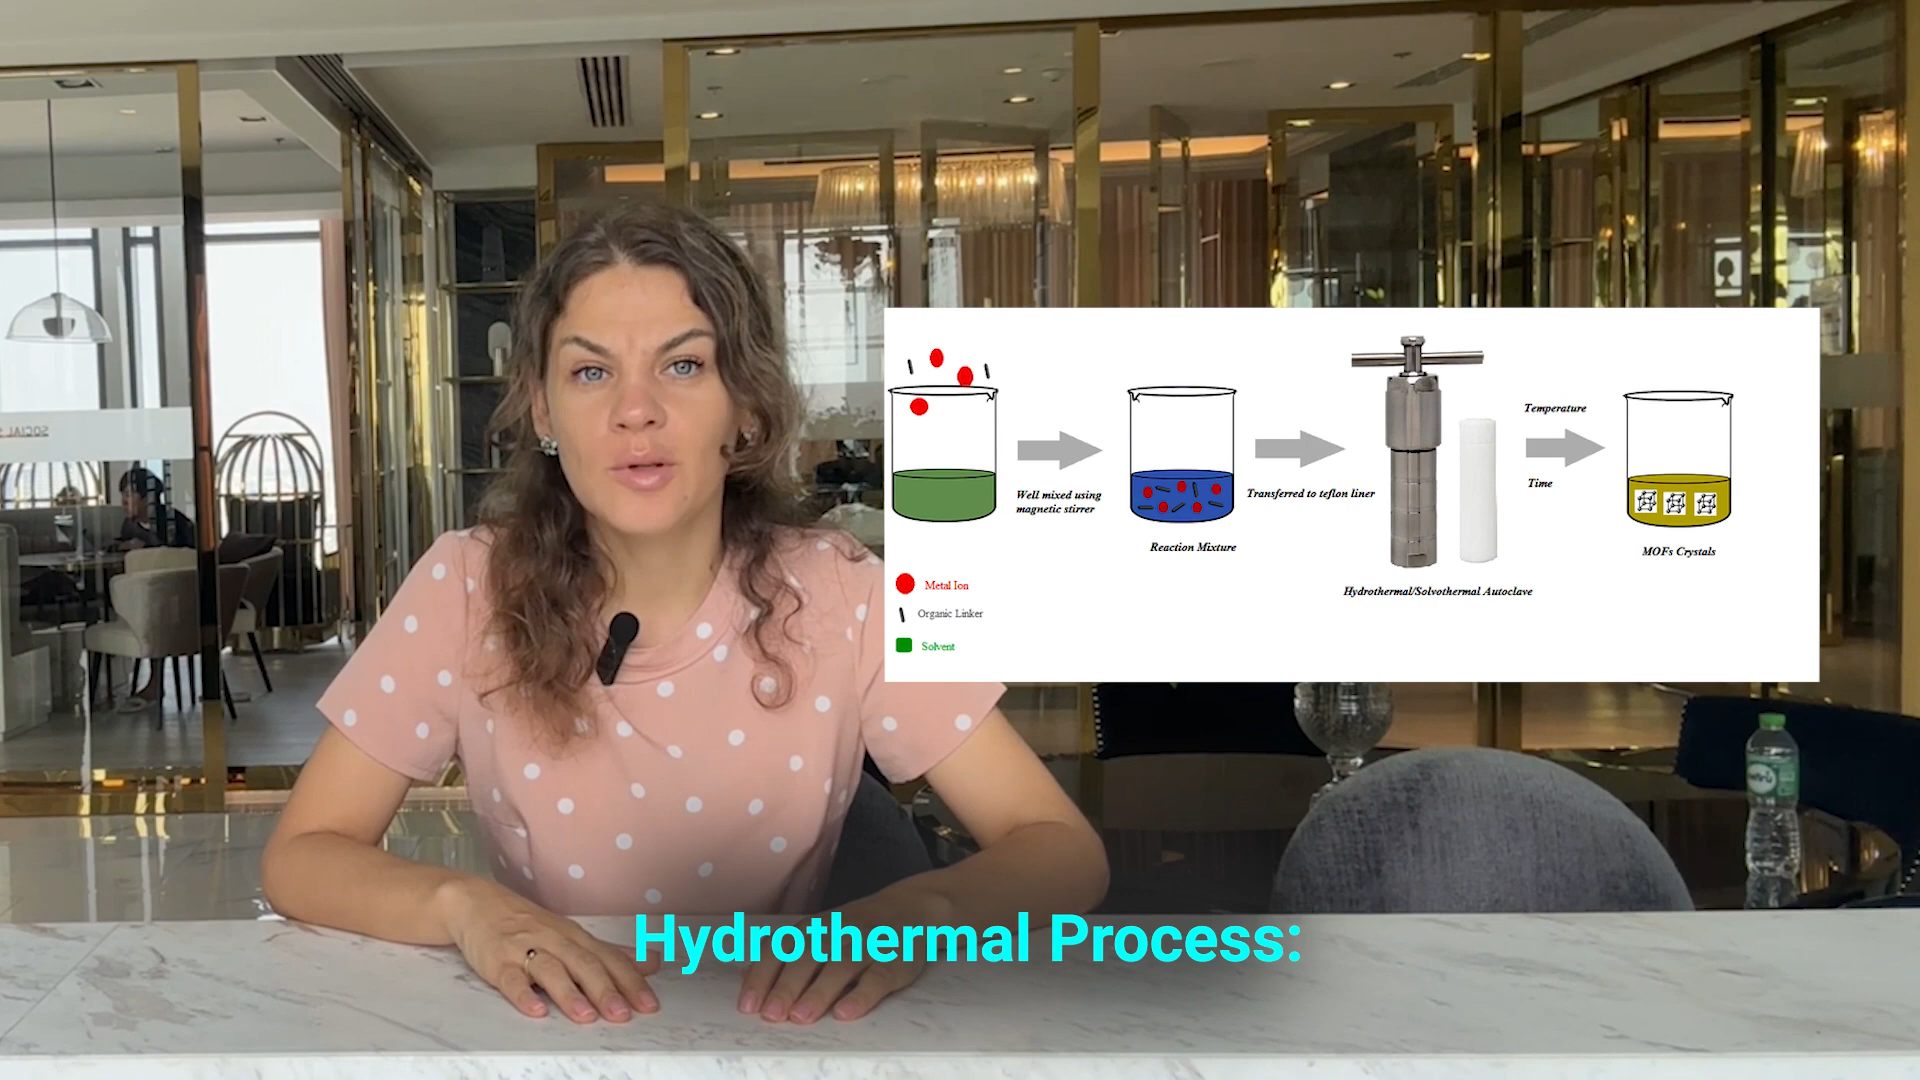 SOCIAL
Temperature
Well mixed using
magnetic stirrer
Transferred to teflon liner
Time
Reaction Mixture
MOFs Crystals
Hydrothermal/Solvothermal Autoclave
Metal Ion
Organic Linker
Solvent
Hydrothermal Process: